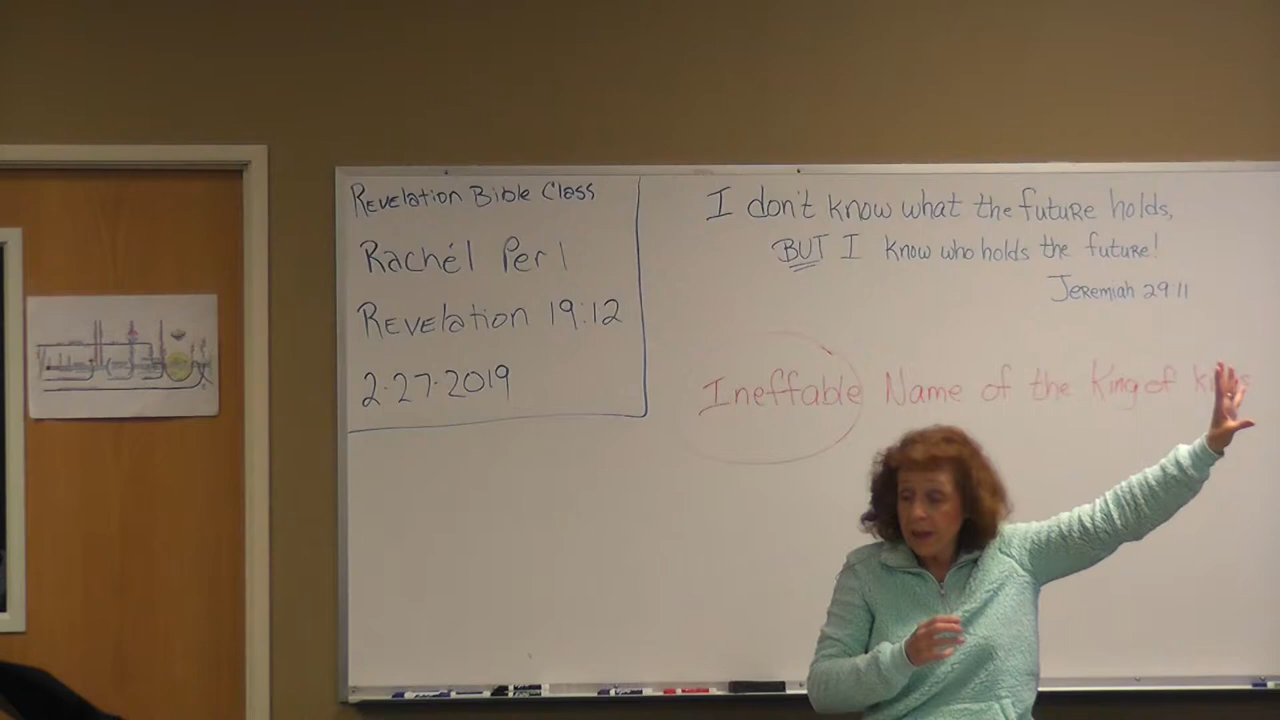 Revelation Bible Class
Rachél Perl
Revelation 19:12
2-27-2019
I don't know what the future holds,
BUT I know who holds the future!
Jeremiah 29 11
Ineffable Name of the King of